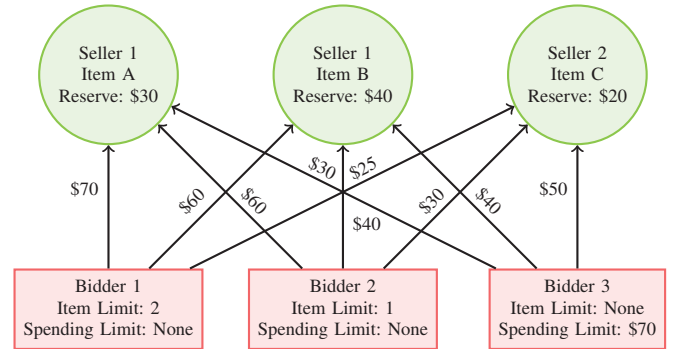 Seller 1
Item A
Reserve: $30
Seller 1
Item B
Reserve: $40
Seller 2
Item C
Reserve: $20
$70
$60
$60
$30
$25
$40
$30
$40
$50
Bidder 1
Item Limit: 2
Spending Limit: None
Bidder 2
Item Limit: 1
Spending Limit: None
Bidder 3
Item Limit: None
Spending Limit: $70